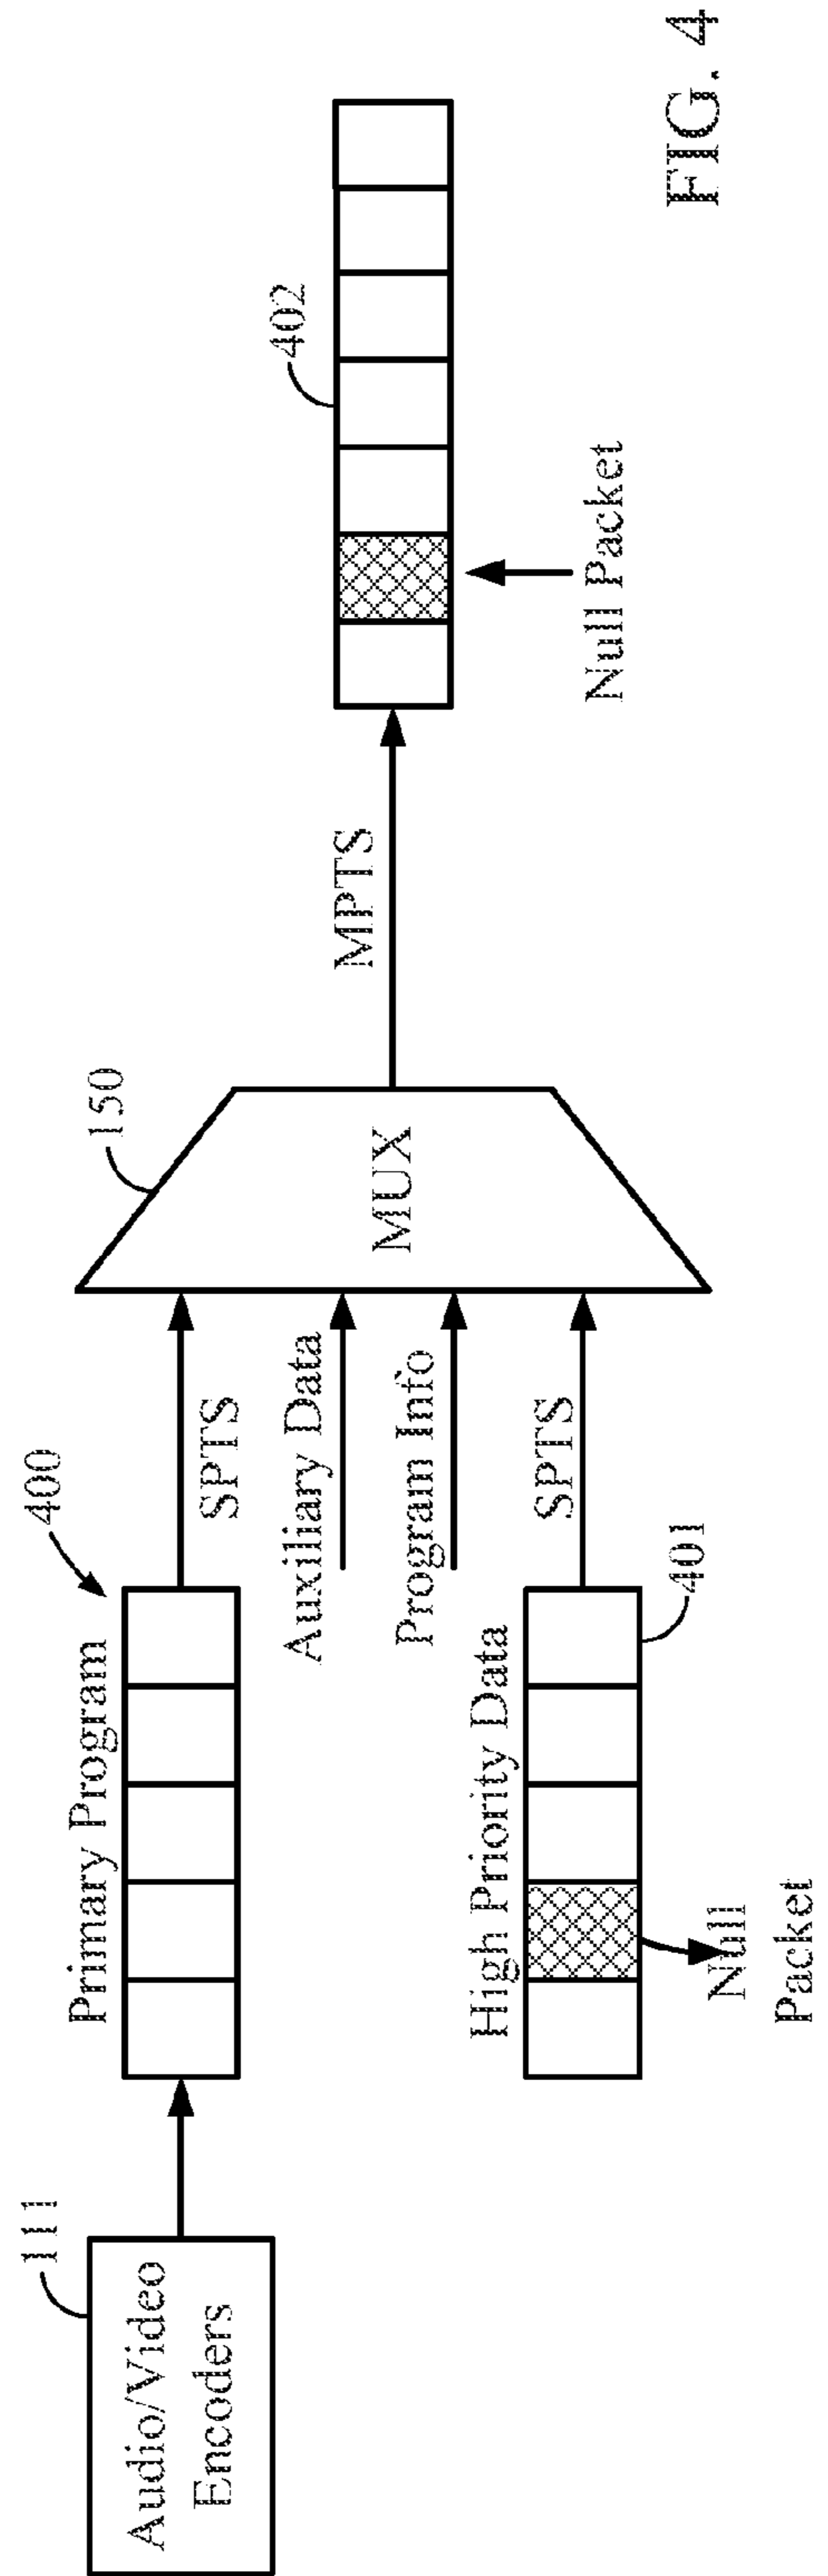 111
Audio/Video
Encoders
Primary Program
400
SPTS
Auxiliary Data
Program Info
High Priority Data
401
SPTS
Null
Packet
150
MUX
MPTS
402
Null Packet
FIG. 4